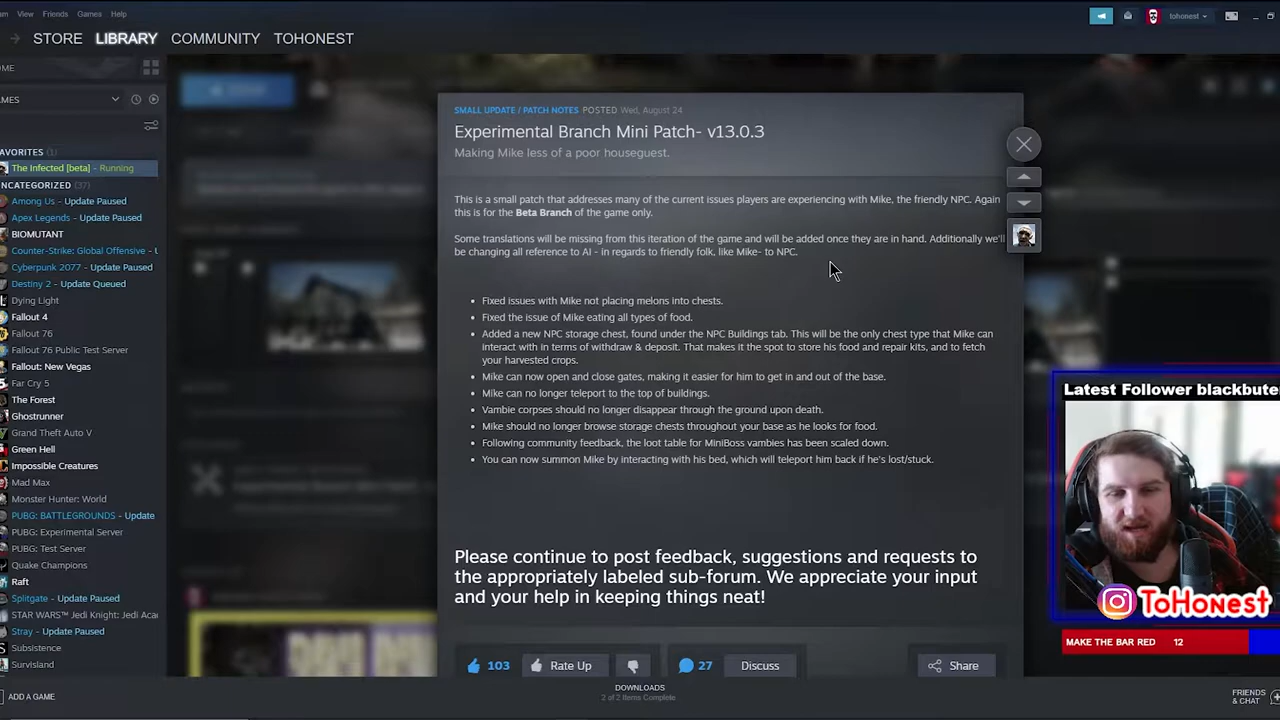 View Friends Games Help
tohonest
STORE LIBRARY COMMUNITY TOHONEST
SMALL UPDATE / PATCH NOTES POSTED Wed, August 24
Experimental Branch Mini Patch- v13.0.3
Making Mike less of a poor houseguest.
This is a small patch that addresses many of the current issues players are experiencing with Mike, the friendly NPC. Again
this is for the Beta Branch of the game only.
Some translations will be missing from this iteration of the game and will be added once they are in hand. Additionally we'll
be changing all reference to AI - in regards to friendly folk, like Mike- to NPC.
• Fixed issues with Mike not placing melons into chests.
• Fixed the issue of Mike eating all types of food.
• Added a new NPC storage chest, found under the NPC Buildings tab. This will be the only chest type that Mike can
interact with in terms of withdraw & deposit. That makes it the spot to store his food and repair kits, and to fetch
your harvested crops.
• Mike can now open and close gates, making it easier for him to get in and out of the base.
• Mike can no longer teleport to the top of buildings.
• Vambie corpses should no longer disappear through the ground upon death.
• Mike should no longer browse storage chests throughout your base as he looks for food.
• Following community feedback, the loot table for MiniBoss vambies has been scaled down.
• You can now summon Mike by interacting with his bed, which will teleport him back if he's lost/stuck.
Please continue to post feedback, suggestions and requests to
the appropriately labeled sub-forum. We appreciate your input
and your help in keeping things neat!
103 Rate Up 27 Discuss Share
OME
AMES
AVORITES (1)
The Infected [beta] - Running
NCATEGORIZED (37)
Among Us - Update Paused
Apex Legends - Update Paused
BIOMUTANT
Counter-Strike: Global Offensive - U
Cyberpunk 2077 - Update Paused
Destiny 2 - Update Queued
Dying Light
Fallout 4
Fallout 76
Fallout 76 Public Test Server
Fallout: New Vegas
Far Cry 5
The Forest
Ghostrunner
Grand Theft Auto V
Green Hell
Impossible Creatures
Mad Max
Monster Hunter: World
PUBG: BATTLEGROUNDS - Update
PUBG: Experimental Server
PUBG: Test Server
Quake Champions
Raft
Splitgate - Update Paused
STAR WARS™ Jedi Knight: Jedi Aca
Stray - Update Paused
Subsistence
Survisland
ADD A GAME
DOWNLOADS
2 of 2 Items Complete
FRIENDS
& CHAT
Latest Follower blackbute
ToHonest
MAKE THE BAR RED 12